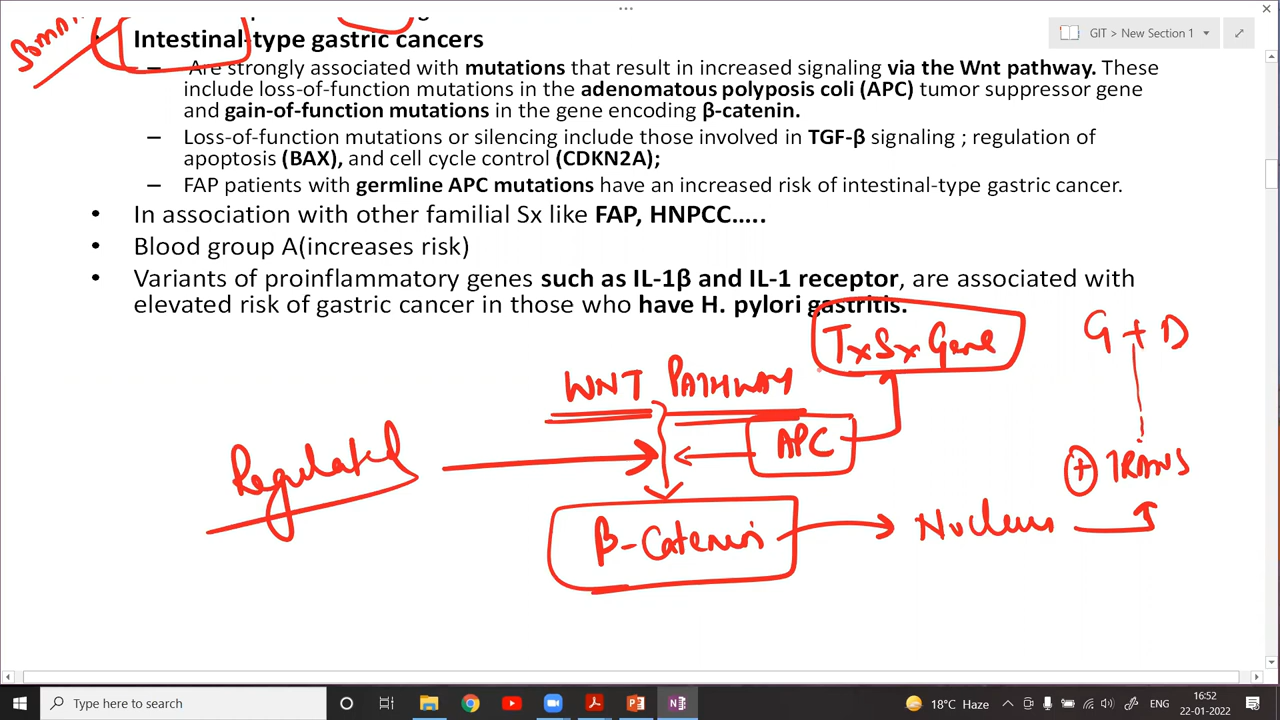 GIT > New Section 1
Intestinal-type gastric cancers
– Are strongly associated with mutations that result in increased signaling via the Wnt pathway. These
include loss-of-function mutations in the adenomatous polyposis coli (APC) tumor suppressor gene
and gain-of-function mutations in the gene encoding β-catenin.
– Loss-of-function mutations or silencing include those involved in TGF-β signaling ; regulation of
apoptosis (BAX), and cell cycle control (CDKN2A);
– FAP patients with germline APC mutations have an increased risk of intestinal-type gastric cancer.
• In association with other familial Sx like FAP, HNPCC.....
• Blood group A(increases risk)
• Variants of proinflammatory genes such as IL-1β and IL-1 receptor, are associated with
elevated risk of gastric cancer in those who have H. pylori gastritis.
TxSx Gene
G + D
WNT PATHWAY
APC
Regulated
+ TRANS
β-Catenin
Nucleus
Type here to search
18°C Haze
ENG
16:52
22-01-2022